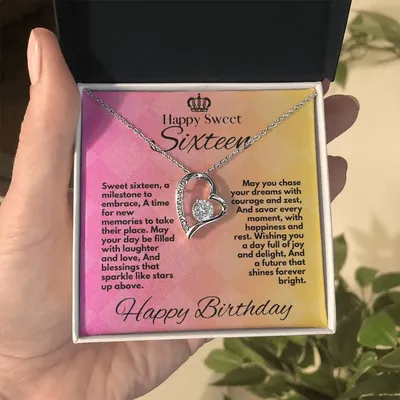 Happy Sweet
Sixteen
Sweet sixteen, a
milestone to
embrace, A time
for new
memories to take
their place. May
your day be filled
with laughter
and love, And
blessings that
sparkle like stars
up above.
May you chase
your dreams with
courage and zest,
And savor every
moment, with
happiness and
rest. Wishing you
a day full of joy
and delight, And
a future that
shines forever
bright.
Happy Birthday